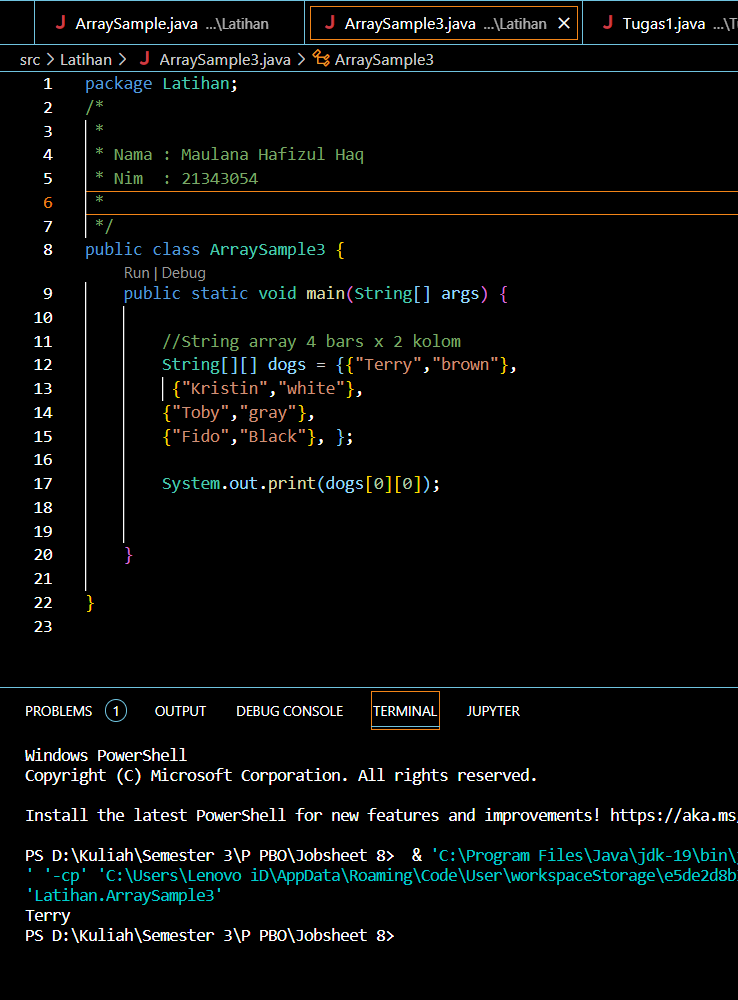 J ArraySample.java ...\Latihan J ArraySample3.java ...\Latihan × J Tugas1.java
src > Latihan > J ArraySample3.java > ArraySample3
1 package Latihan;
2 /*
3 *
4 * Nama : Maulana Hafizul Haq
5 * Nim  : 21343054
6 *
7 */
8 public class ArraySample3 {
Run | Debug
9 public static void main(String[] args) {
10
11 //String array 4 bars x 2 kolom
12 String[][] dogs = {{"Terry","brown"},
13 {"Kristin","white"},
14 {"Toby","gray"},
15 {"Fido","Black"}, };
16
17 System.out.print(dogs[0][0]);
18
19
20 }
21
22 }
23
PROBLEMS 1 OUTPUT DEBUG CONSOLE TERMINAL JUPYTER
Windows PowerShell
Copyright (C) Microsoft Corporation. All rights reserved.
Install the latest PowerShell for new features and improvements! https://aka.ms
PS D:\Kuliah\Semester 3\P PBO\Jobsheet 8>  & 'C:\Program Files\Java\jdk-19\bin\
' '-cp' 'C:\Users\Lenovo iD\AppData\Roaming\Code\User\workspaceStorage\e5de2d8b
'Latihan.ArraySample3'
Terry
PS D:\Kuliah\Semester 3\P PBO\Jobsheet 8>